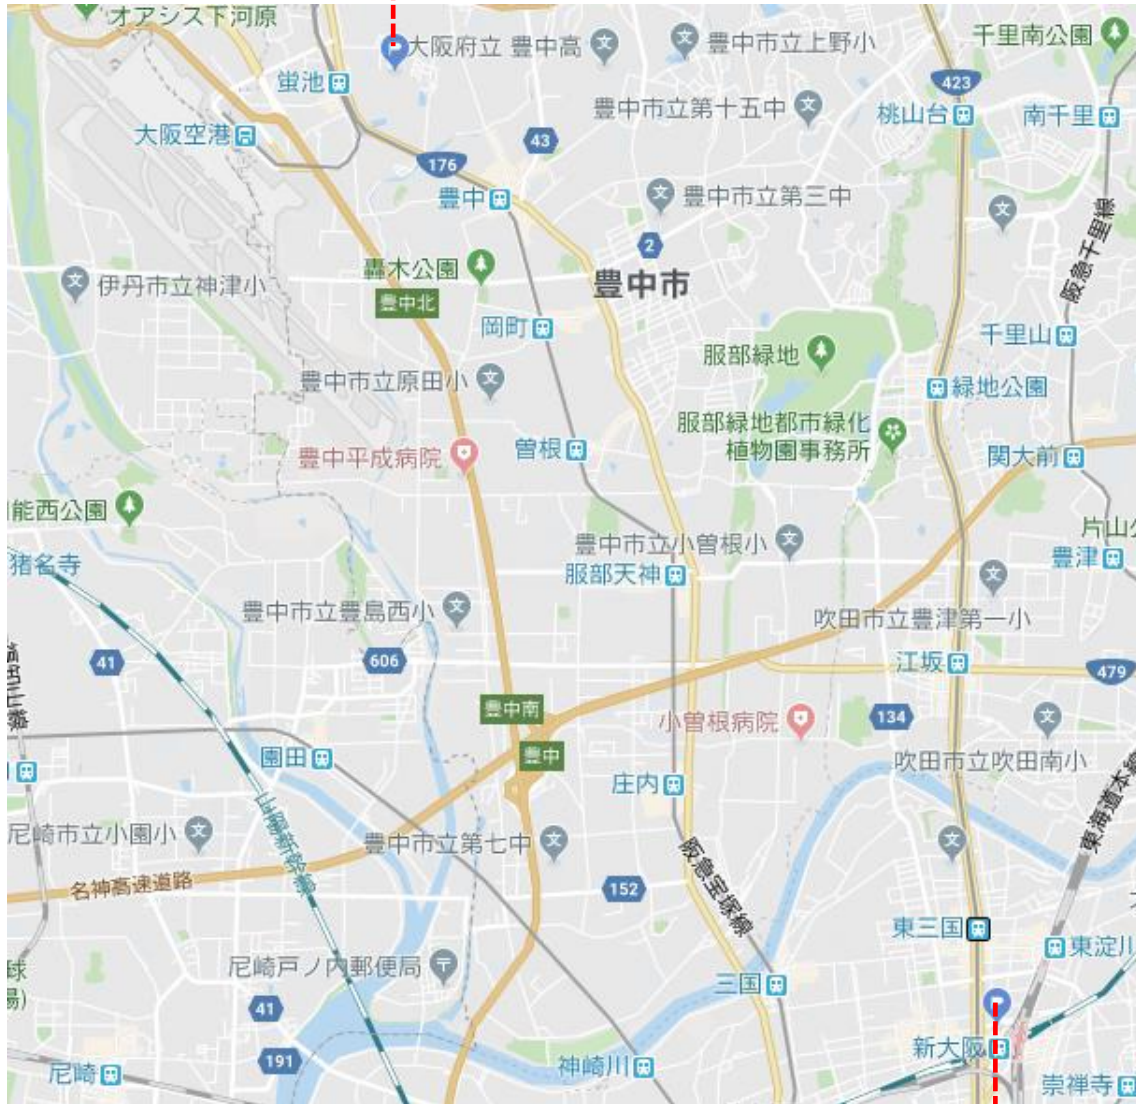 オアシス下河原
千里南公園
大阪府立 豊中高
豊中市立上野小
蛍池
423
豊中市立第十五中
桃山台
南千里
大阪空港
43
176
豊中
豊中市立第三中
阪急千里線
2
轟木公園
豊中市
伊丹市立神津小
豊中北
岡町
千里山
服部緑地
豊中市立原田小
緑地公園
服部緑地都市緑化
植物園事務所
曽根
豊中平成病院
関大前
能西公園
片山公
豊中市立小曽根小
豊津
猪名寺
服部天神
豊中市立豊島西小
吹田市立豊津第一小
41
606
江坂
479
豊中南
小曽根病院
134
園田
豊中
吹田市立吹田南小
庄内
山陽新幹線
東海道本線
尼崎市立小園小
豊中市立第七中
阪急宝塚線
名神高速道路
152
東三国
東淀川
尼崎戸ノ内郵便局
球
場)
三国
41
新大阪
191
神崎川
尼崎
崇禅寺